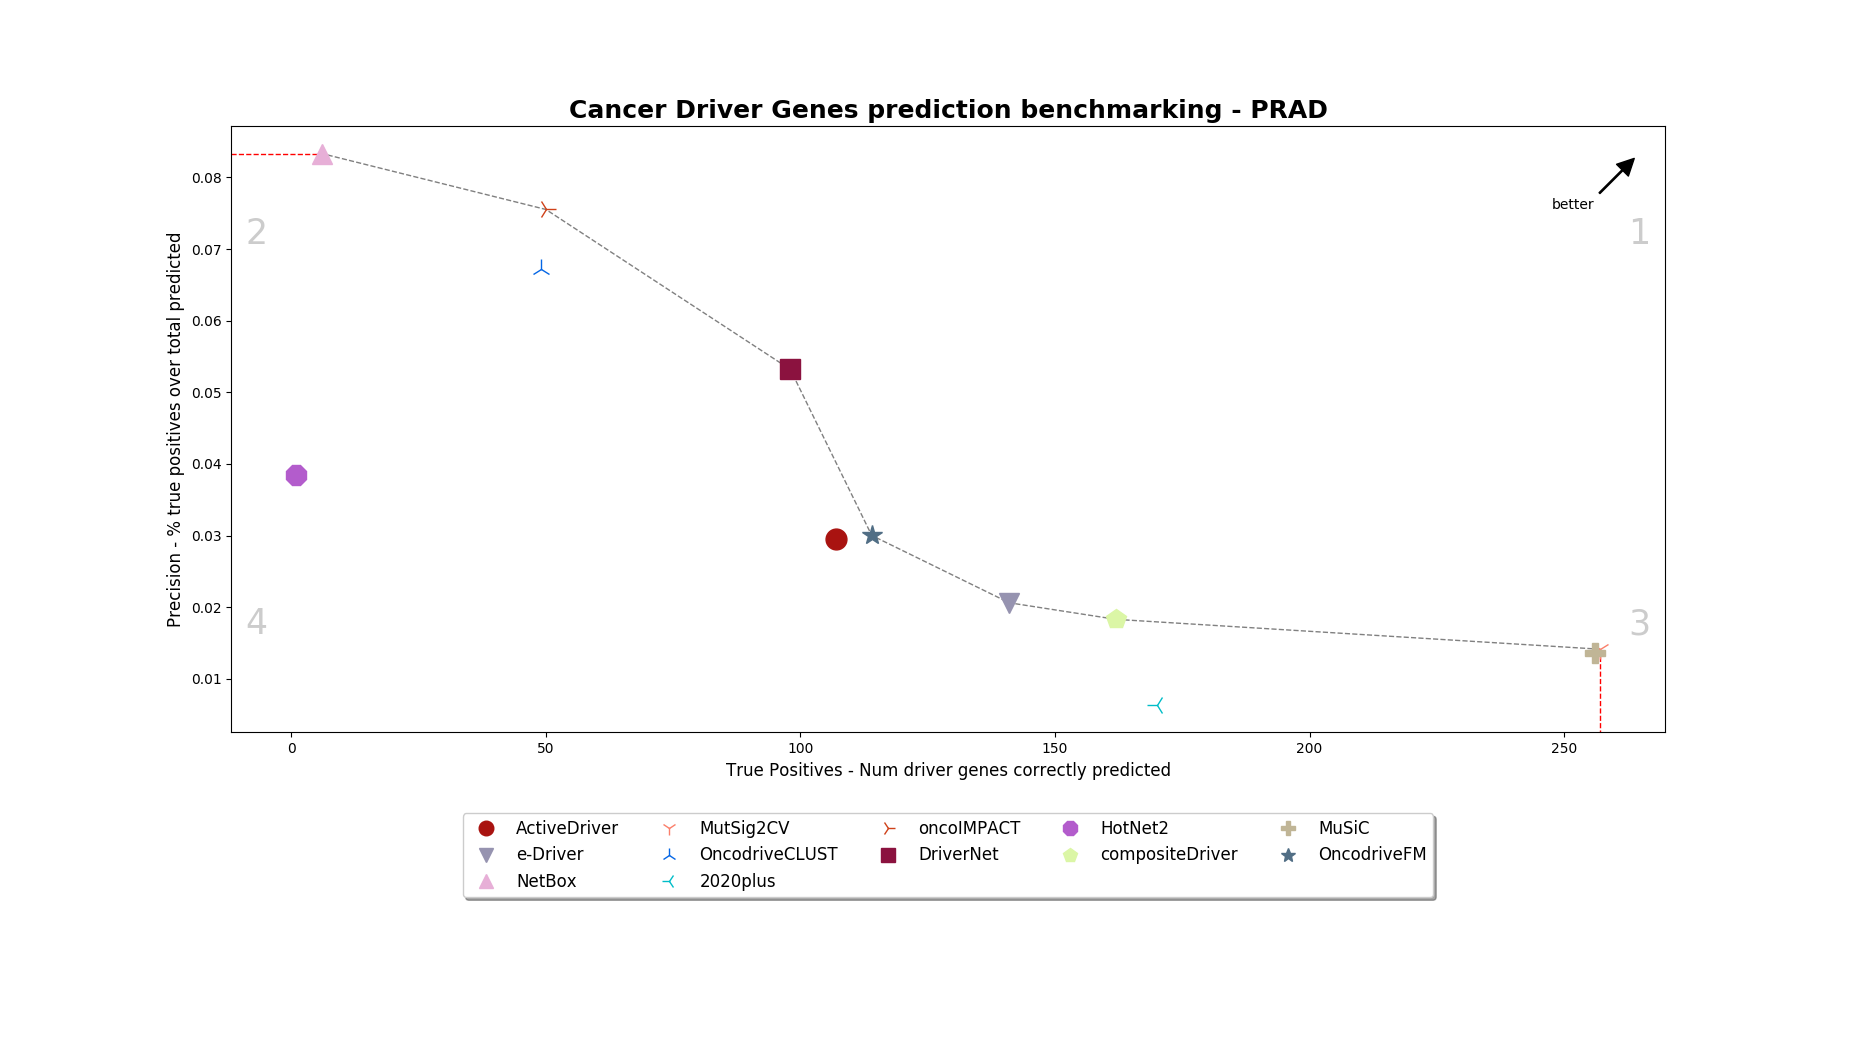 Cancer Driver Genes prediction benchmarking - PRAD
Precision - % true positives over total predicted
0.08
0.07
0.06
0.05
0.04
0.03
0.02
0.01
2
1
4
3
better
0
50
100
150
200
250
True Positives - Num driver genes correctly predicted
ActiveDriver
e-Driver
NetBox
MutSig2CV
OncodriveCLUST
2020plus
oncoIMPACT
DriverNet
HotNet2
compositeDriver
MuSiC
OncodriveFM